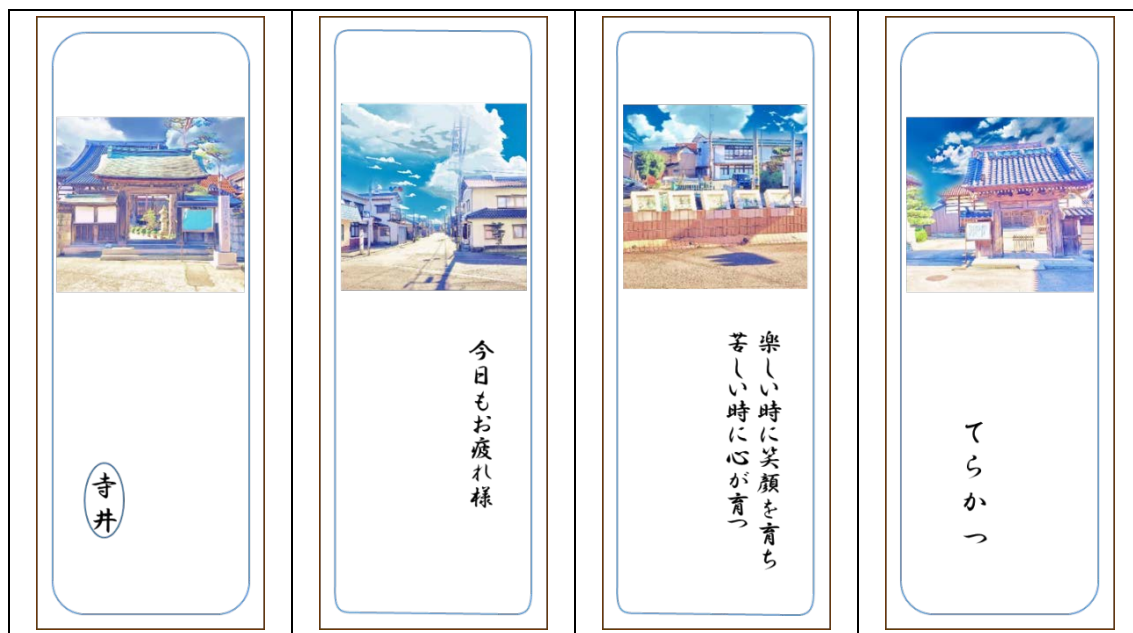 寺井
今日もお疲れ様
楽しい時に笑顔を育ち
苦しい時に心が育つ
てらかつ